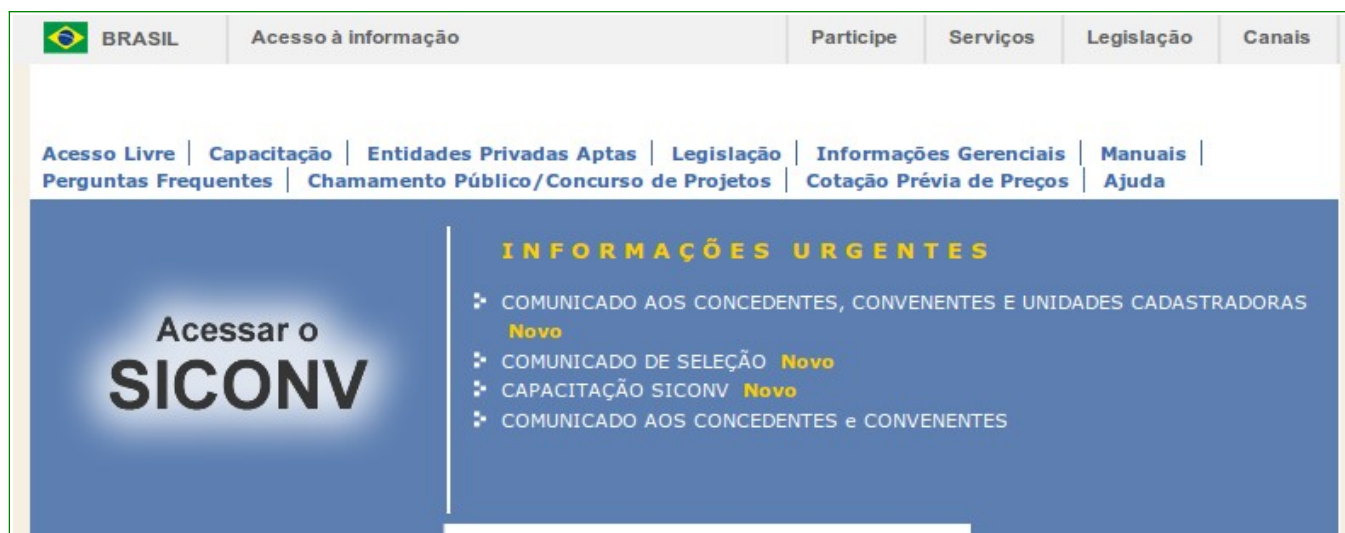 BRASIL Acesso à informação Participe Serviços Legislação Canais
Acesso Livre | Capacitação | Entidades Privadas Aptas | Legislação | Informações Gerenciais | Manuais |
Perguntas Frequentes | Chamamento Público/Concurso de Projetos | Cotação Prévia de Preços | Ajuda
Acessar o
SICONV
INFORMAÇÕES URGENTES
COMUNICADO AOS CONCEDENTES, CONVENENTES E UNIDADES CADASTRADORAS
Novo
COMUNICADO DE SELEÇÃO Novo
CAPACITAÇÃO SICONV Novo
COMUNICADO AOS CONCEDENTES e CONVENENTES